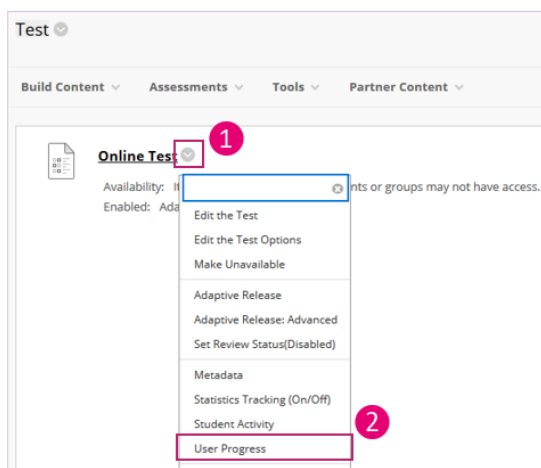 Test
Build Content Assessments Tools Partner Content
1
Online Test
Availability: It nts or groups may not have access.
Enabled: Ada
Edit the Test
Edit the Test Options
Make Unavailable
Adaptive Release
Adaptive Release: Advanced
Set Review Status(Disabled)
Metadata
Statistics Tracking (On/Off)
Student Activity
2
User Progress